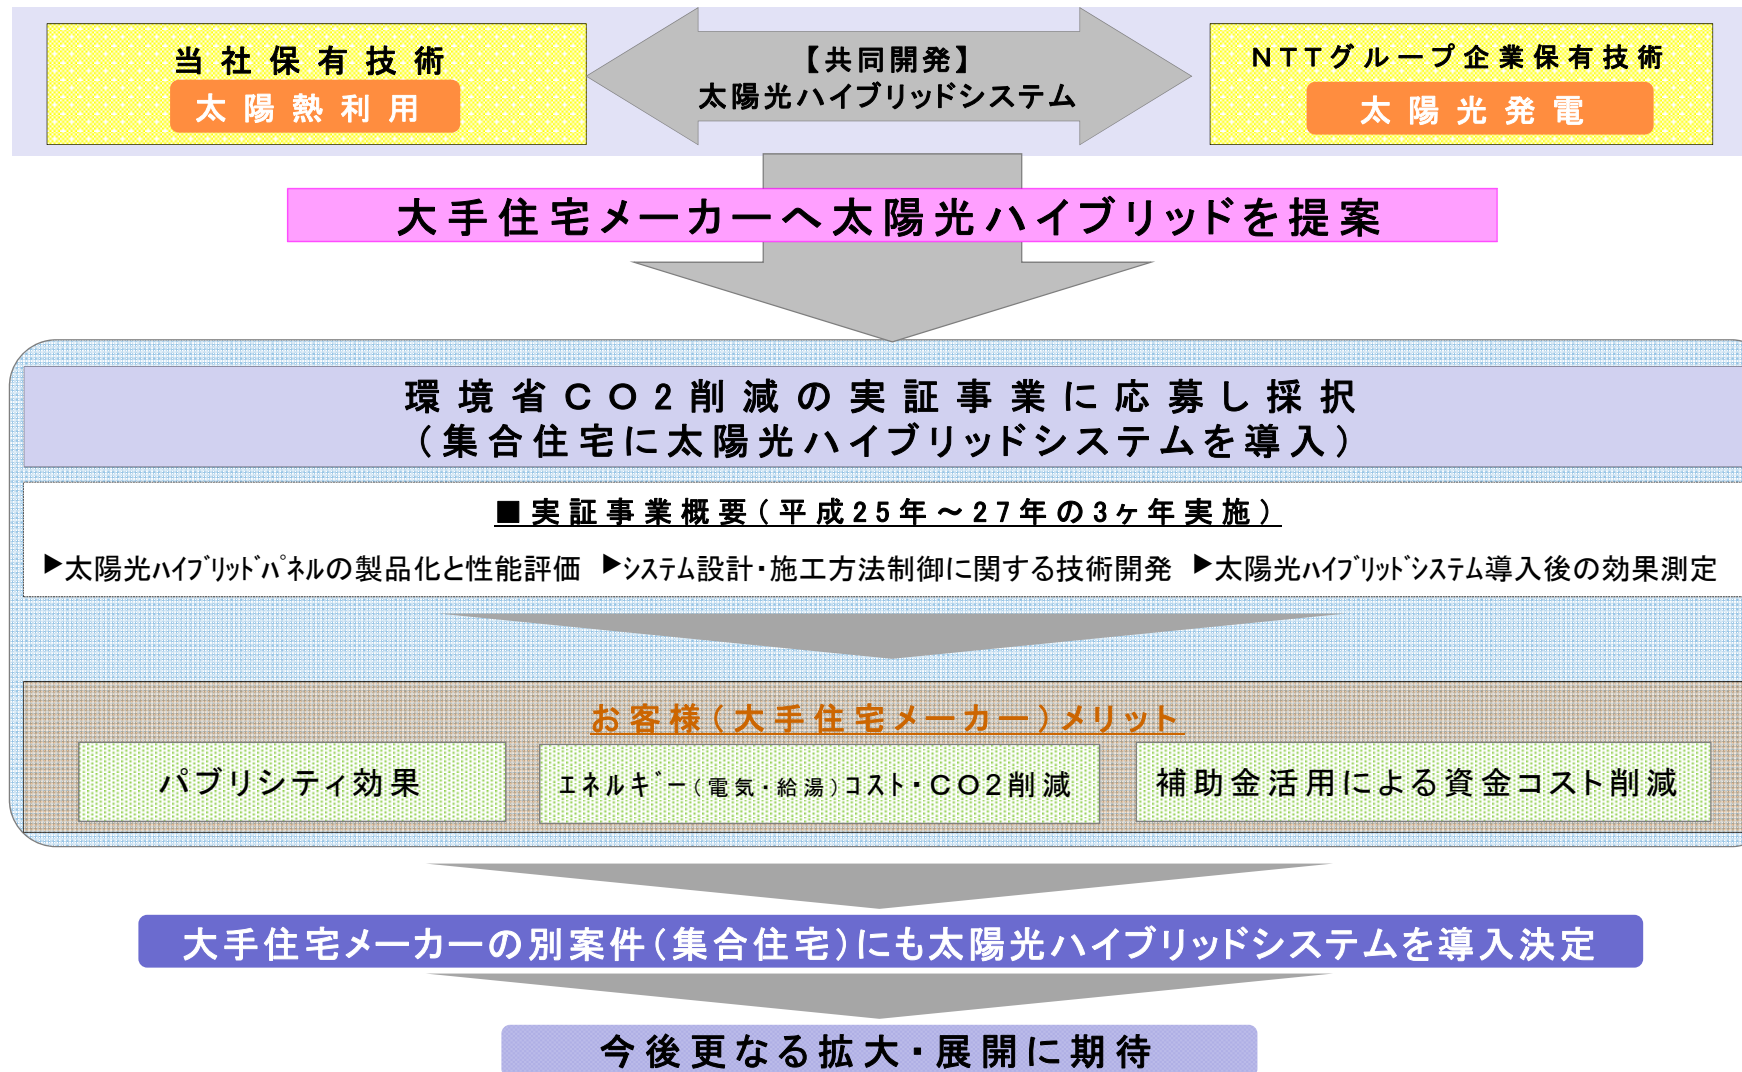 当社保有技術
太陽熱利用
【共同開発】
太陽光ハイブリッドシステム
NTTグループ企業保有技術
太陽光発電
大手住宅メーカーへ太陽光ハイブリッドを提案
環境省CO2削減の実証事業に応募し採択
(集合住宅に太陽光ハイブリッドシステムを導入)
■実証事業概要(平成25年~27年の3ヶ年実施)
▶太陽光ﾊｲﾌﾞﾘｯﾄﾞﾊﾟﾈﾙの製品化と性能評価 ▶ｼｽﾃﾑ設計・施工方法制御に関する技術開発 ▶太陽光ﾊｲﾌﾞﾘｯﾄﾞｼｽﾃﾑ導入後の効果測定
お客様(大手住宅メーカー)メリット
パブリシティ効果
ｴﾈﾙｷﾞｰ(電気・給湯)ｺｽﾄ・CO2削減
補助金活用による資金コスト削減
大手住宅メーカーの別案件(集合住宅)にも太陽光ハイブリッドシステムを導入決定
今後更なる拡大・展開に期待